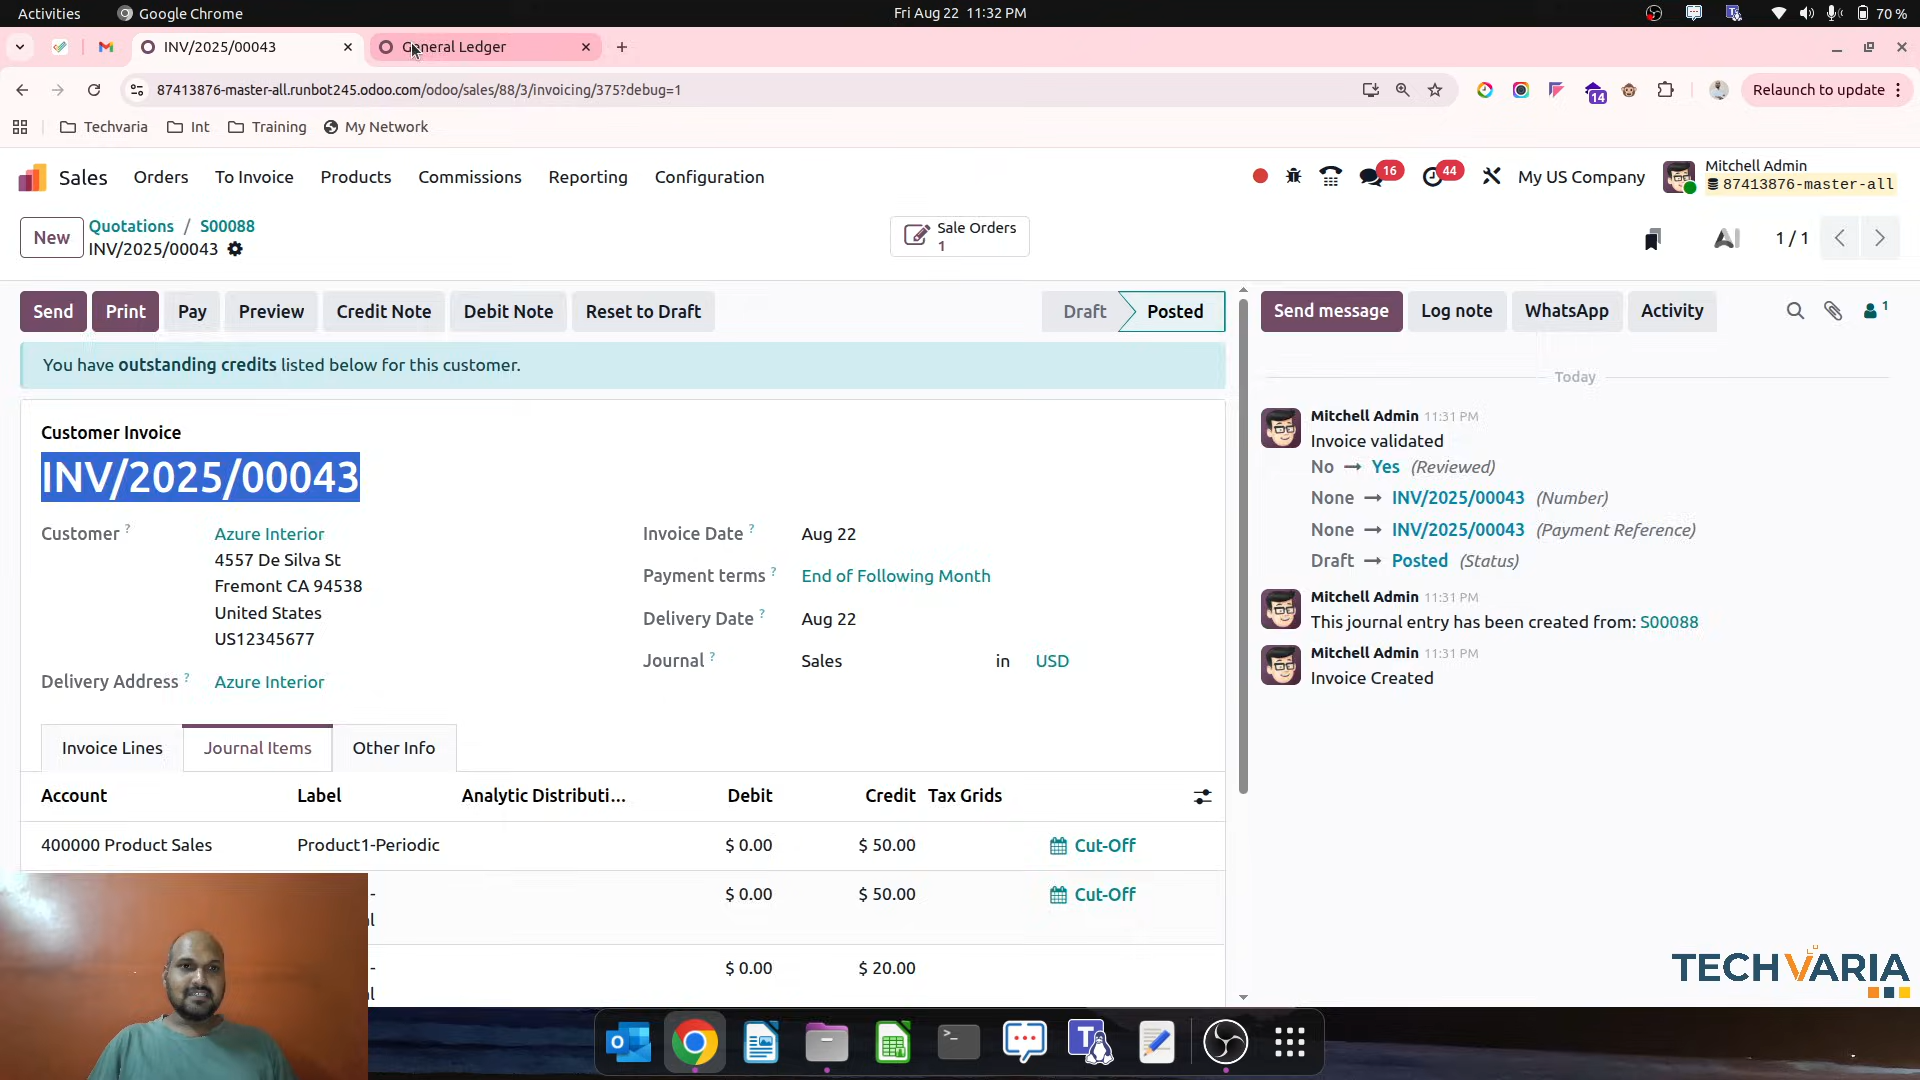 Activities
Google Chrome
Fri Aug 22 11:32 PM
70 %
INV/2025/00043
General Ledger
87413876-master-all.runbot245.odoo.com/odoo/sales/88/3/invoicing/375?debug=1
14
Relaunch to update
Techvaria
Int
Training
My Network
Sales
Orders
To Invoice
Products
Commissions
Reporting
Configuration
16
44
My US Company
Mitchell Admin
87413876-master-all
New
Quotations / S00088
INV/2025/00043
Sale Orders
1
AI
1 / 1
Send
Print
Pay
Preview
Credit Note
Debit Note
Reset to Draft
Draft
Posted
Send message
Log note
WhatsApp
Activity
1
You have outstanding credits listed below for this customer.
Today
Customer Invoice
INV/2025/00043
Customer ?
Azure Interior
4557 De Silva St
Fremont CA 94538
United States
US12345677
Delivery Address ?
Azure Interior
Invoice Date ?
Aug 22
Payment terms ?
End of Following Month
Delivery Date ?
Aug 22
Journal ?
Sales
in
USD
Mitchell Admin 11:31 PM
Invoice validated
No → Yes (Reviewed)
None → INV/2025/00043 (Number)
None → INV/2025/00043 (Payment Reference)
Draft → Posted (Status)
Mitchell Admin 11:31 PM
This journal entry has been created from: S00088
Mitchell Admin 11:31 PM
Invoice Created
Invoice Lines
Journal Items
Other Info
Account
Label
Analytic Distributi...
Debit
Credit
Tax Grids
400000 Product Sales
Product1-Periodic
$ 0.00
$ 50.00
Cut-Off
$ 0.00
$ 50.00
Cut-Off
$ 0.00
$ 20.00
TECHVARIA